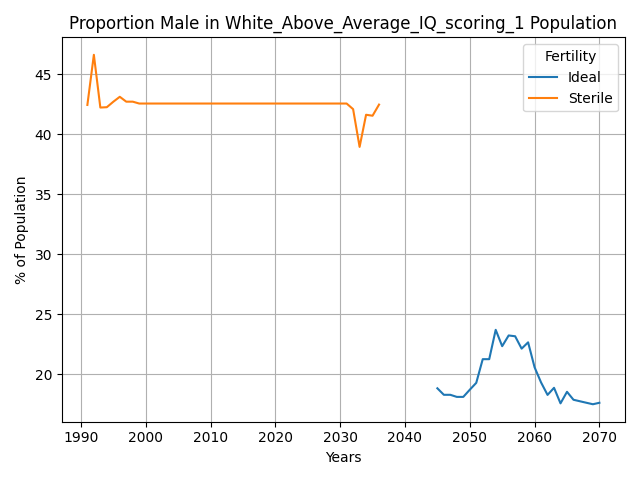 Proportion Male in White_Above_Average_IQ_scoring_1 Population
Fertility
Ideal
Sterile
% of Population
45
40
35
30
25
20
1990 2000 2010 2020 2030 2040 2050 2060 2070
Years